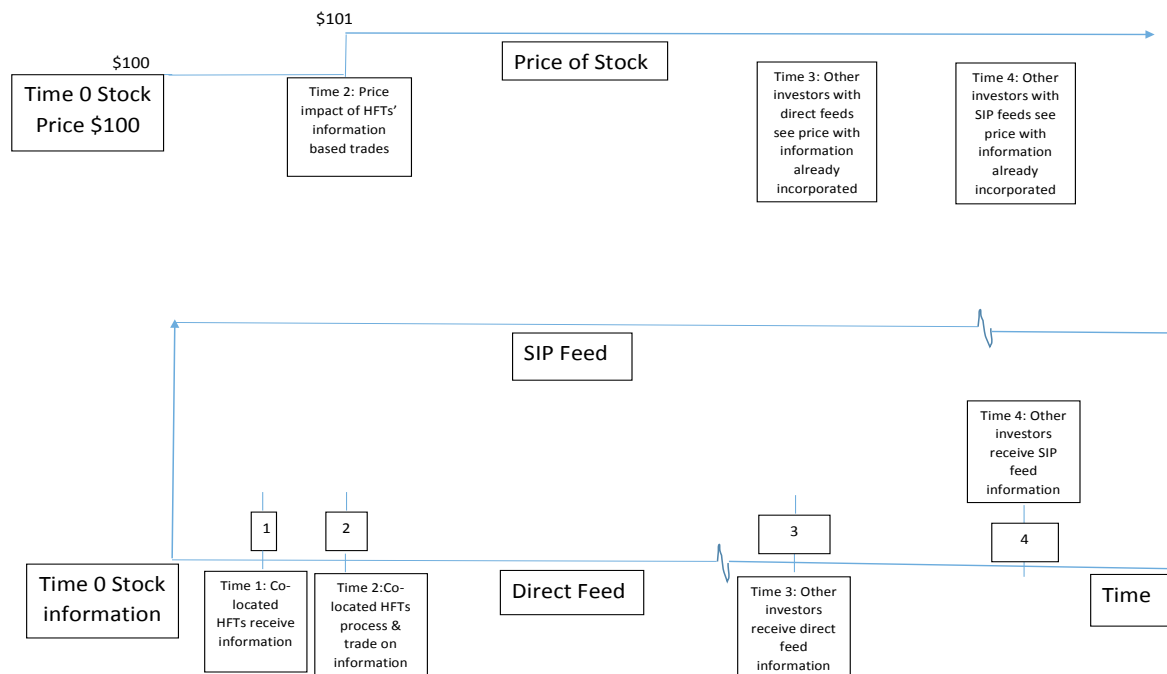 $101
$100
Price of Stock
Time 0 Stock
Price $100
Time 2: Price
impact of HFTs’
information
based trades
Time 3: Other
investors with
direct feeds
see price with
information
already
incorporated
Time 4: Other
investors with
SIP feeds see
price with
information
already
incorporated
SIP Feed
Time 4: Other
investors
receive SIP
feed
information
1
2
3
4
Time 0 Stock
information
Time 1: Co-
located
HFTs receive
information
Time 2:Co-
located HFTs
process &
trade on
information
Direct Feed
Time 3: Other
investors
receive direct
feed
information
Time